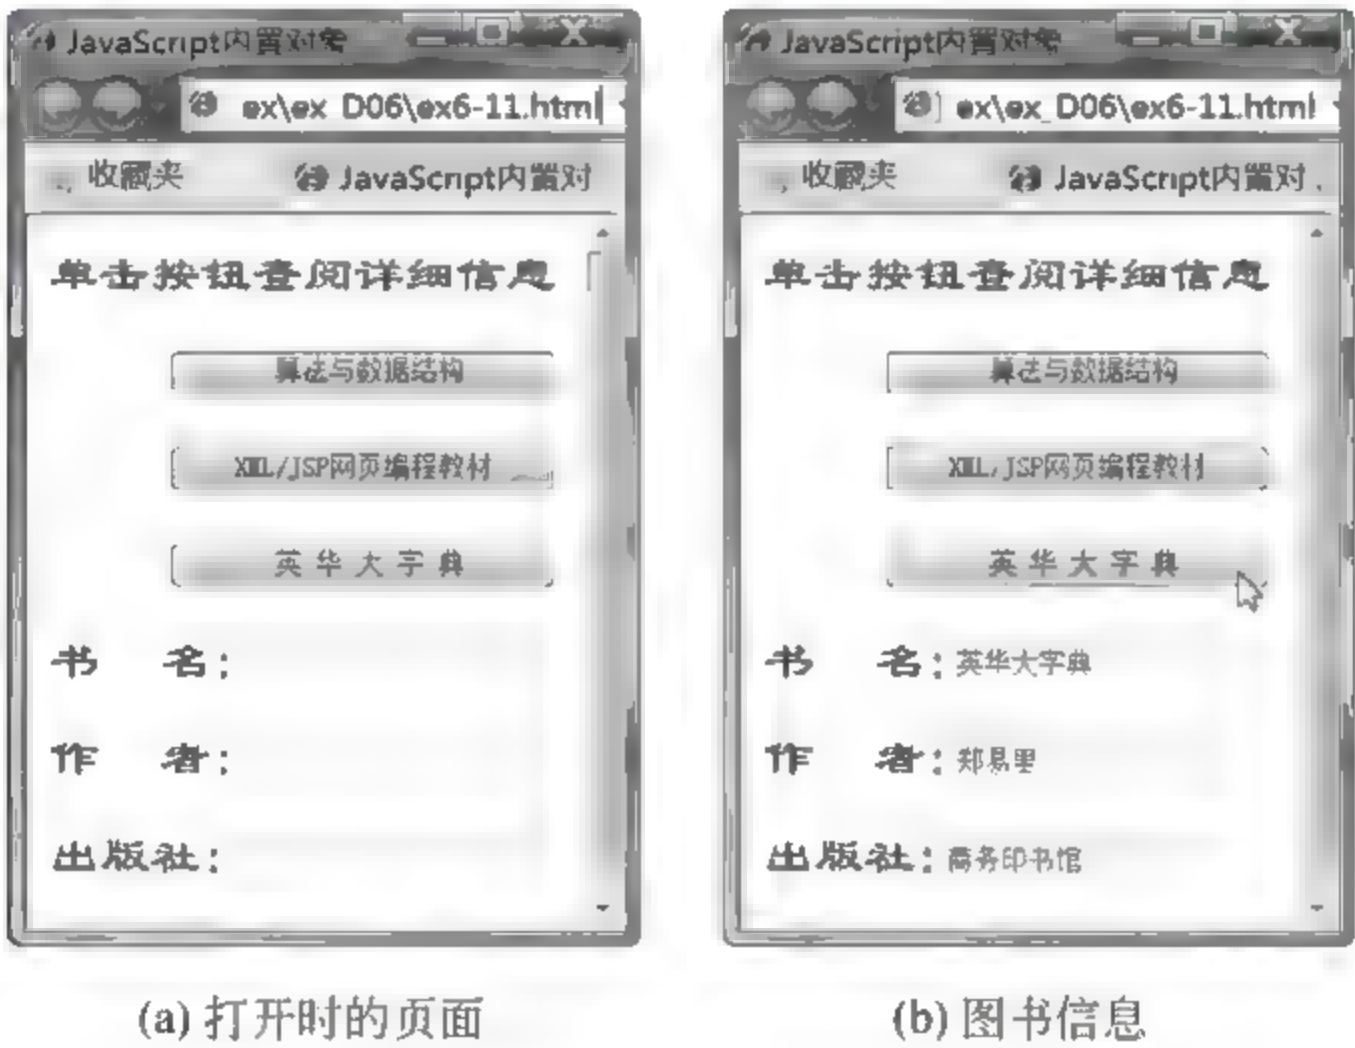 JavaScript内置对象
ex\ex_D06\ex6-11.html
收藏夹 JavaScript内置对
单击按钮查阅详细信息
算法与数据结构
XML/JSP网页编程教材
英华大字典
书 名:
作 者:
出版社:
(a) 打开时的页面
JavaScript内置对象
ex\ex_D06\ex6-11.html
收藏夹 JavaScript内置对
单击按钮查阅详细信息
算法与数据结构
XML/JSP网页编程教材
英华大字典
书 名: 英华大字典
作 者: 郑易里
出版社: 商务印书馆
(b) 图书信息